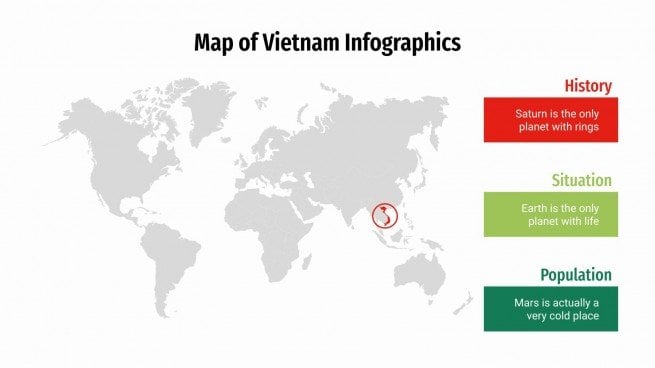 Map of Vietnam Infographics
History
Saturn is the only
planet with rings
Situation
Earth is the only
planet with life
Population
Mars is actually a
very cold place